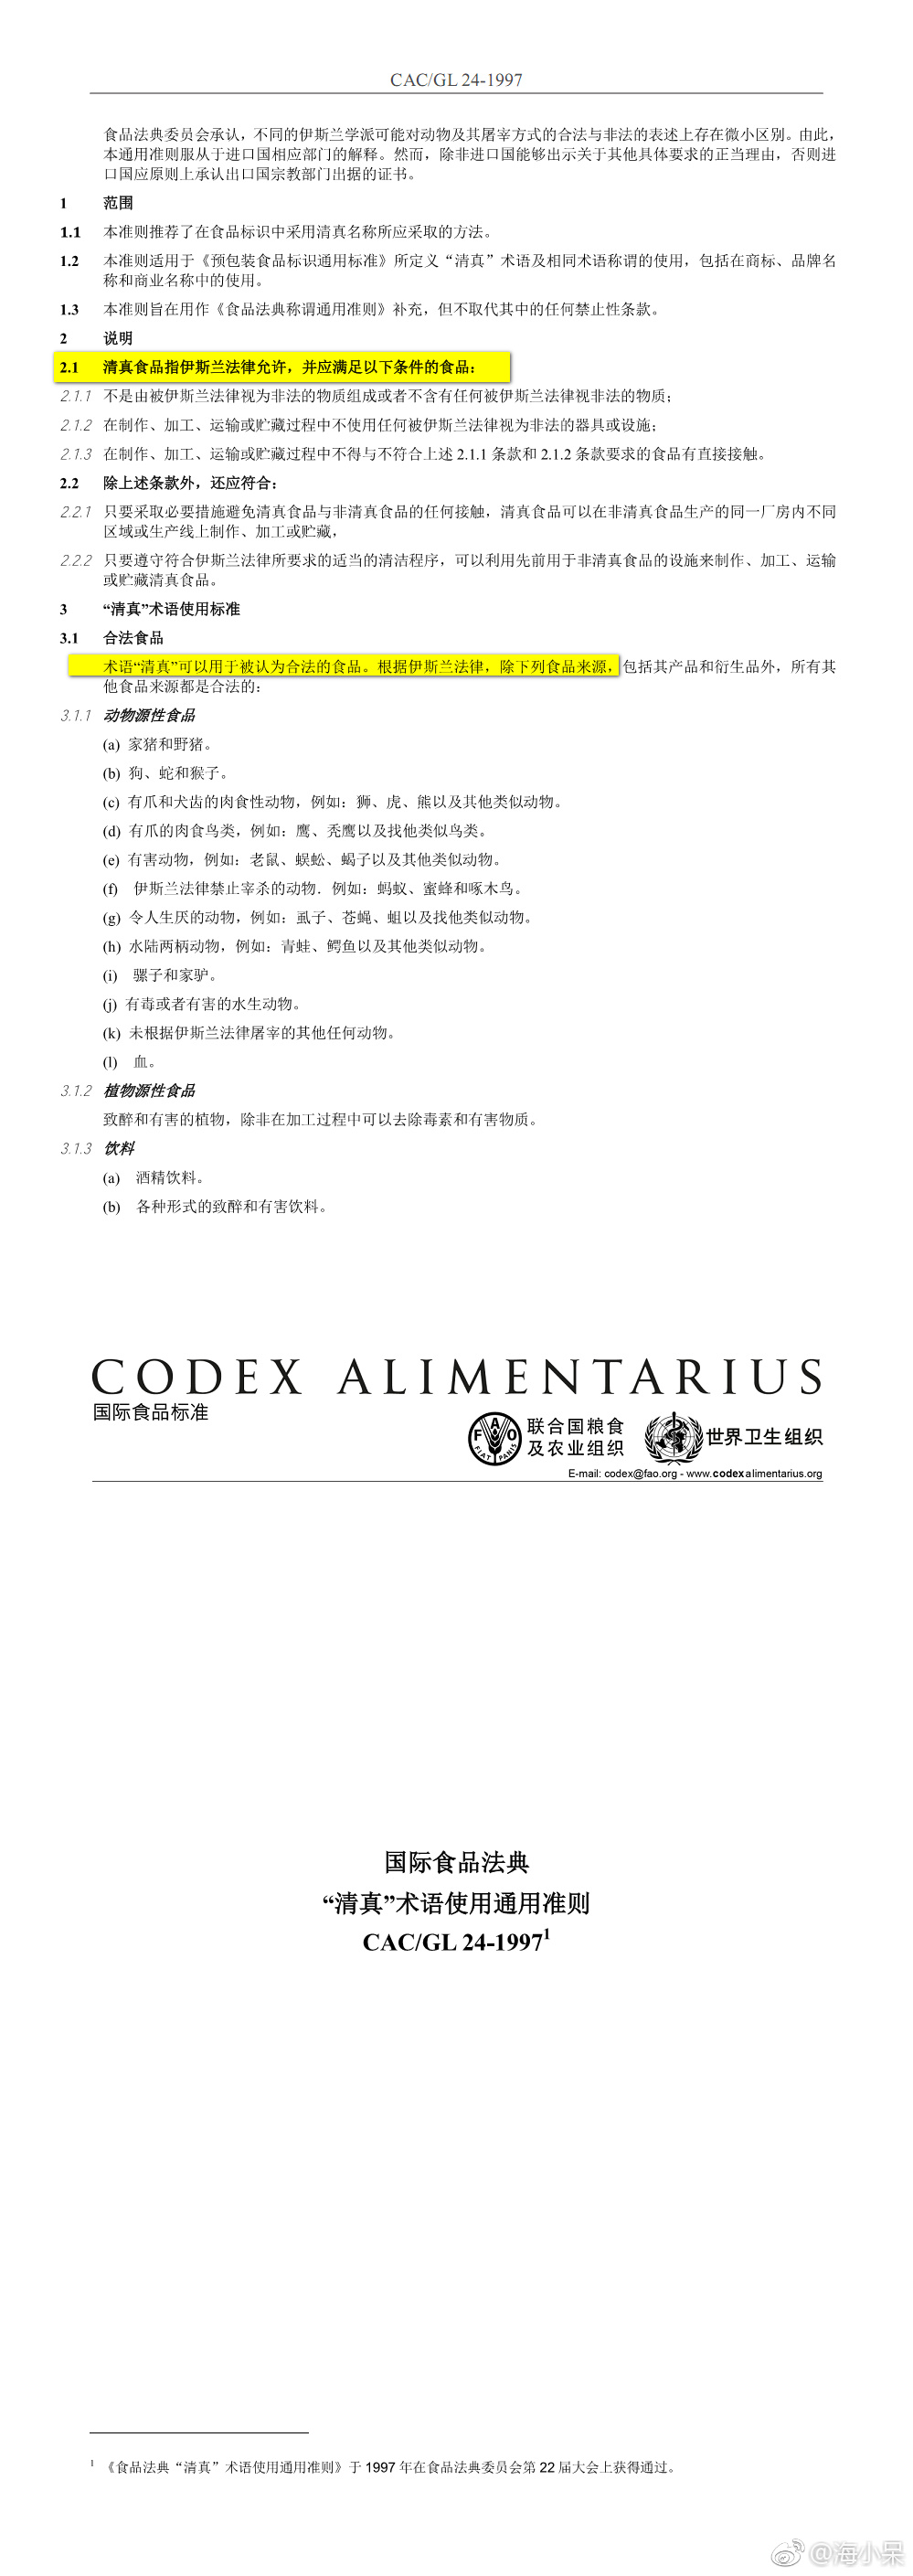 CAC/GL 24-1997
食品法典委员会承认，不同的伊斯兰学派可能对动物及其屠宰方式的合法与非法的表述上存在微小区别。由此，
本通用准则服从于进口国相应部门的解释。然而，除非进口国能够出示关于其他具体要求的正当理由，否则进
口国应原则上承认出口国宗教部门出据的证书。
1 范围
1.1 本准则推荐了在食品标识中采用清真名称所应采取的方法。
1.2 本准则适用于《预包装食品标识通用标准》所定义“清真”术语及相同术语称谓的使用，包括在商标、品牌名
称和商业名称中的使用。
1.3 本准则旨在用作《食品法典称谓通用准则》补充，但不取代其中的任何禁止性条款。
2 说明
2.1 清真食品指伊斯兰法律允许，并应满足以下条件的食品：
2.1.1 不是由被伊斯兰法律视为非法的物质组成或者不含有任何被伊斯兰法律视非法的物质；
2.1.2 在制作、加工、运输或贮藏过程中不使用任何被伊斯兰法律视为非法的器具或设施；
2.1.3 在制作、加工、运输或贮藏过程中不得与不符合上述 2.1.1 条款和 2.1.2 条款要求的食品有直接接触。
2.2 除上述条款外，还应符合：
2.2.1 只要采取必要措施避免清真食品与非清真食品的任何接触，清真食品可以在非清真食品生产的同一厂房内不同
区域或生产线上制作、加工或贮藏，
2.2.2 只要遵守符合伊斯兰法律所要求的适当的清洁程序，可以利用先前用于非清真食品的设施来制作、加工、运输
或贮藏清真食品。
3 “清真”术语使用标准
3.1 合法食品
术语“清真”可以用于被认为合法的食品。根据伊斯兰法律，除下列食品来源，包括其产品和衍生品外，所有其
他食品来源都是合法的：
3.1.1 动物源性食品
(a) 家猪和野猪。
(b) 狗、蛇和猴子。
(c) 有爪和犬齿的肉食性动物，例如：狮、虎、熊以及其他类似动物。
(d) 有爪的肉食鸟类，例如：鹰、秃鹰以及找他类似鸟类。
(e) 有害动物，例如：老鼠、蜈蚣、蝎子以及其他类似动物。
(f) 伊斯兰法律禁止宰杀的动物．例如：蚂蚁、蜜蜂和啄木鸟。
(g) 令人生厌的动物，例如：虱子、苍蝇、蛆以及找他类似动物。
(h) 水陆两柄动物，例如：青蛙、鳄鱼以及其他类似动物。
(i) 骡子和家驴。
(j) 有毒或者有害的水生动物。
(k) 未根据伊斯兰法律屠宰的其他任何动物。
(l) 血。
3.1.2 植物源性食品
致醉和有害的植物，除非在加工过程中可以去除毒素和有害物质。
3.1.3 饮料
(a) 酒精饮料。
(b) 各种形式的致醉和有害饮料。
CODEX ALIMENTARIUS
国际食品标准
FAO FIAT PANIS
联合国粮食
及农业组织
世界卫生组织
E-mail: codex@fao.org - www.codexalimentarius.org
国际食品法典
“清真”术语使用通用准则
CAC/GL 24-1997¹
¹ 《食品法典“清真”术语使用通用准则》于 1997 年在食品法典委员会第 22 届大会上获得通过。
@海小呆